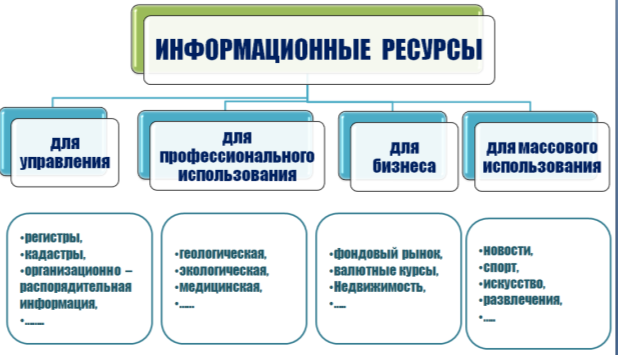 ИНФОРМАЦИОННЫЕ РЕСУРСЫ
для
управления
для
профессионального
использования
для
бизнеса
для массового
использования
•регистры,
•кадастры,
•организационно –
распорядительная
информация,
•........
•геологическая,
•экологическая,
•медицинская,
•......
•фондовый рынок,
•валютные курсы,
•Недвижимость,
•.....
•новости,
•спорт,
•искусство,
•развлечения,
•.....